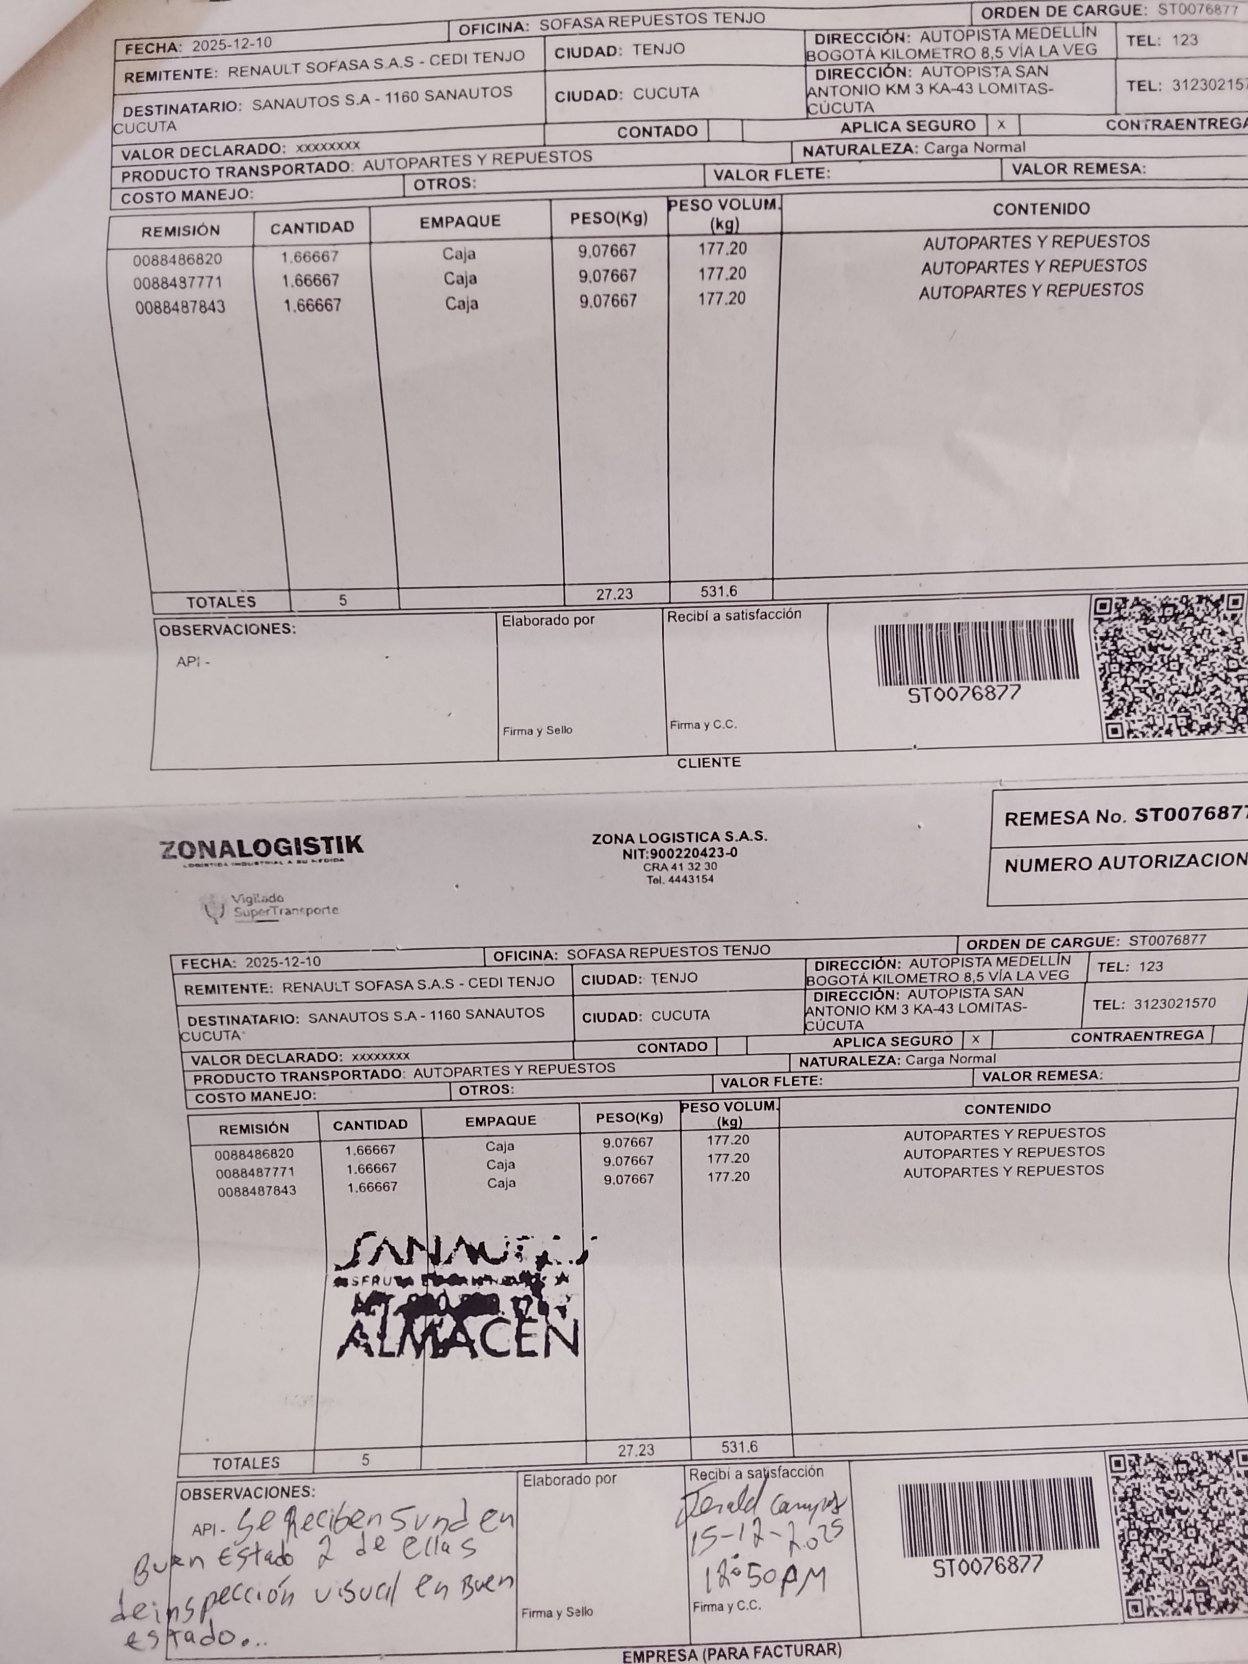 ORDEN DE CARGUE: ST0076877
FECHA: 2025-12-10 OFICINA: SOFASA REPUESTOS TENJO
REMITENTE: RENAULT SOFASA S.A.S - CEDI TENJO CIUDAD: TENJO DIRECCIÓN: AUTOPISTA MEDELLÍN TEL: 123
BOGOTÁ KILOMETRO 8,5 VÍA LA VEG
DESTINATARIO: SANAUTOS S.A - 1160 SANAUTOS CIUDAD: CUCUTA DIRECCIÓN: AUTOPISTA SAN TEL: 312302157
CUCUTA ANTONIO KM 3 KA-43 LOMITAS-
CÚCUTA
VALOR DECLARADO: xxxxxxxx CONTADO APLICA SEGURO x CONTRAENTREGA
PRODUCTO TRANSPORTADO: AUTOPARTES Y REPUESTOS NATURALEZA: Carga Normal
COSTO MANEJO: OTROS: VALOR FLETE: VALOR REMESA:
REMISIÓN CANTIDAD EMPAQUE PESO(Kg) PESO VOLUM. CONTENIDO
(kg)
0088486820 1.66667 Caja 9.07667 177.20 AUTOPARTES Y REPUESTOS
0088487771 1.66667 Caja 9.07667 177.20 AUTOPARTES Y REPUESTOS
0088487843 1.66667 Caja 9.07667 177.20 AUTOPARTES Y REPUESTOS
TOTALES 5 27.23 531.6
OBSERVACIONES: Elaborado por Recibí a satisfacción
API -
ST0076877
Firma y Sello Firma y C.C.
CLIENTE
ZONALOGISTIK
LOGISTICA INDUSTRIAL A SU MEDIDA
Vigilado
SuperTransporte
ZONA LOGISTICA S.A.S.
NIT:900220423-0
CRA 41 32 30
Tel. 4443154
REMESA No. ST0076877
NUMERO AUTORIZACION
FECHA: 2025-12-10 OFICINA: SOFASA REPUESTOS TENJO ORDEN DE CARGUE: ST0076877
REMITENTE: RENAULT SOFASA S.A.S - CEDI TENJO CIUDAD: TENJO DIRECCIÓN: AUTOPISTA MEDELLÍN TEL: 123
BOGOTÁ KILOMETRO 8,5 VÍA LA VEG
DESTINATARIO: SANAUTOS S.A - 1160 SANAUTOS CIUDAD: CUCUTA DIRECCIÓN: AUTOPISTA SAN TEL: 3123021570
CUCUTA ANTONIO KM 3 KA-43 LOMITAS-
CÚCUTA
VALOR DECLARADO: xxxxxxxx CONTADO APLICA SEGURO x CONTRAENTREGA
PRODUCTO TRANSPORTADO: AUTOPARTES Y REPUESTOS NATURALEZA: Carga Normal
COSTO MANEJO: OTROS: VALOR FLETE: VALOR REMESA:
REMISIÓN CANTIDAD EMPAQUE PESO(Kg) PESO VOLUM. CONTENIDO
(kg)
0088486820 1.66667 Caja 9.07667 177.20 AUTOPARTES Y REPUESTOS
0088487771 1.66667 Caja 9.07667 177.20 AUTOPARTES Y REPUESTOS
0088487843 1.66667 Caja 9.07667 177.20 AUTOPARTES Y REPUESTOS
SANAUTOS
ALMACEN
TOTALES 5 27.23 531.6
OBSERVACIONES: Elaborado por Recibí a satisfacción
API - Se Reciben 5 und en
Buen Estado 2 de ellas
de inspección visual en Buen
estado...
Jerald Campos
15-12-2025
12:50 PM
ST0076877
Firma y Sello Firma y C.C.
EMPRESA (PARA FACTURAR)